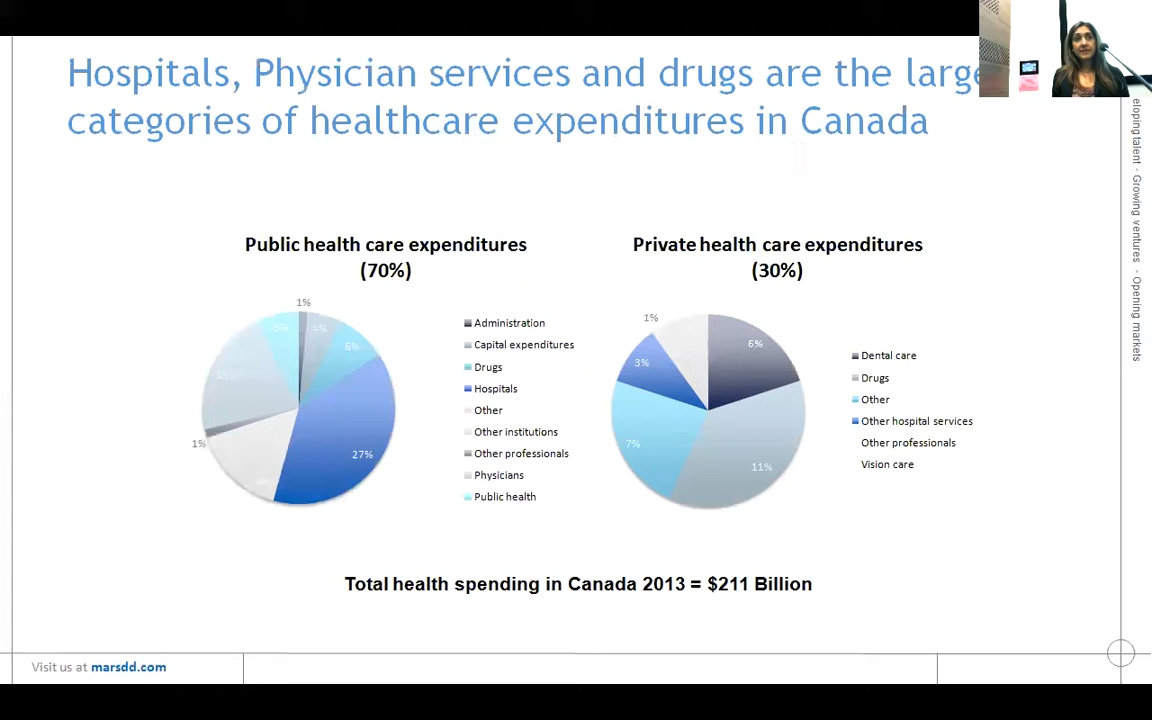 Hospitals, Physician services and drugs are the large
categories of healthcare expenditures in Canada
eloping talent - Growing ventures - Opening markets
Public health care expenditures
(70%)
1%
4%
5%
6%
27%
1%
Administration
Capital expenditures
Drugs
Hospitals
Other
Other institutions
Other professionals
Physicians
Public health
Private health care expenditures
(30%)
1%
6%
3%
7%
11%
Dental care
Drugs
Other
Other hospital services
Other professionals
Vision care
Total health spending in Canada 2013 = $211 Billion
Visit us at marsdd.com